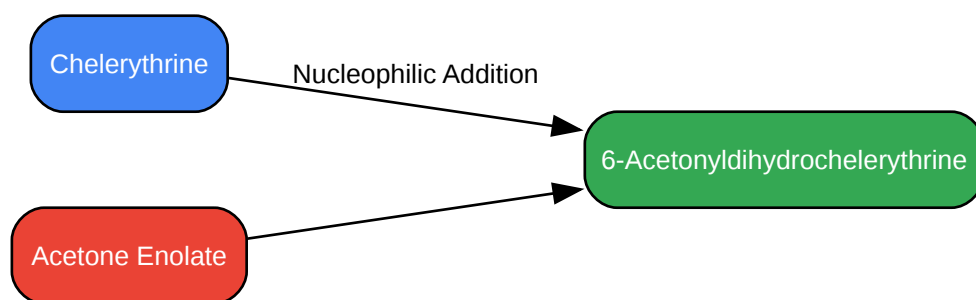 Chelerythrine
Nucleophilic Addition
6-Acetonyldihydrochelerythrine
Acetone Enolate